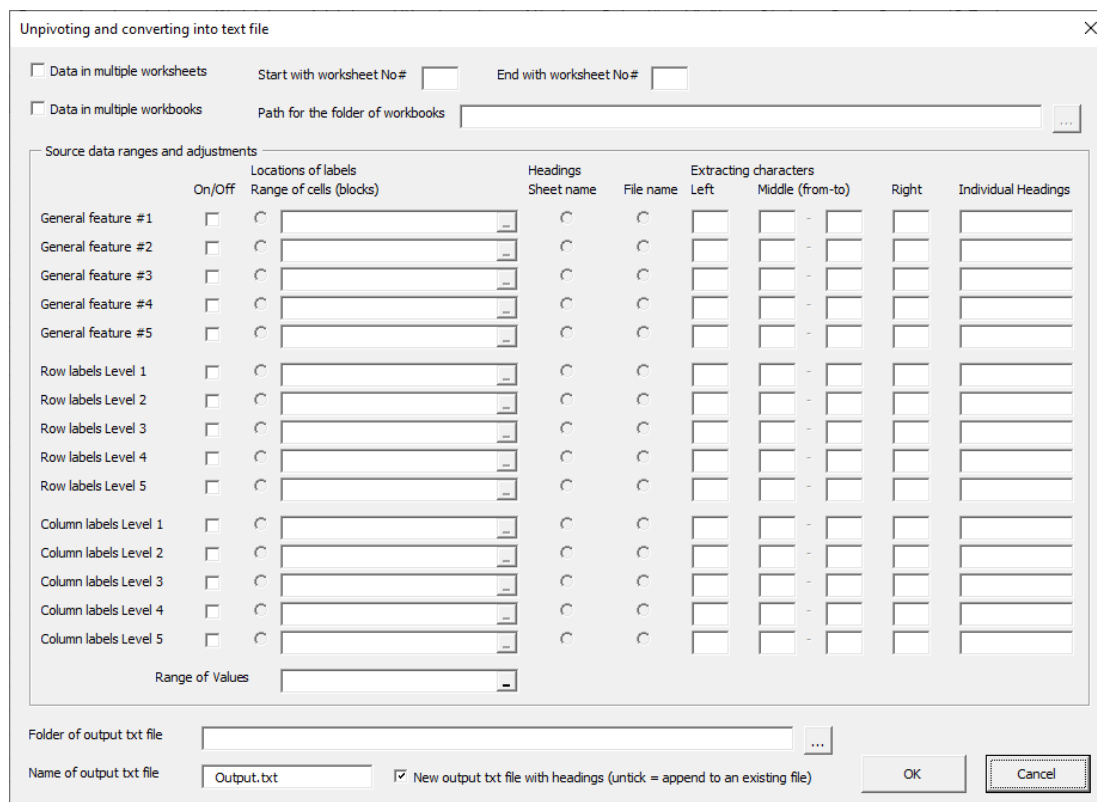 Unpivoting and converting into text file
Data in multiple worksheets Start with worksheet No# End with worksheet No#
Data in multiple workbooks Path for the folder of workbooks ...
Source data ranges and adjustments
Locations of labels Headings Extracting characters
On/Off Range of cells (blocks) Sheet name File name Left Middle (from-to) Right Individual Headings
General feature #1 _ -
General feature #2 _ -
General feature #3 _ -
General feature #4 _ -
General feature #5 _ -
Row labels Level 1 _ -
Row labels Level 2 _ -
Row labels Level 3 _ -
Row labels Level 4 _ -
Row labels Level 5 _ -
Column labels Level 1 _ -
Column labels Level 2 _ -
Column labels Level 3 _ -
Column labels Level 4 _ -
Column labels Level 5 _ -
Range of Values _
Folder of output txt file ...
Name of output txt file Output.txt New output txt file with headings (untick = append to an existing file) OK Cancel